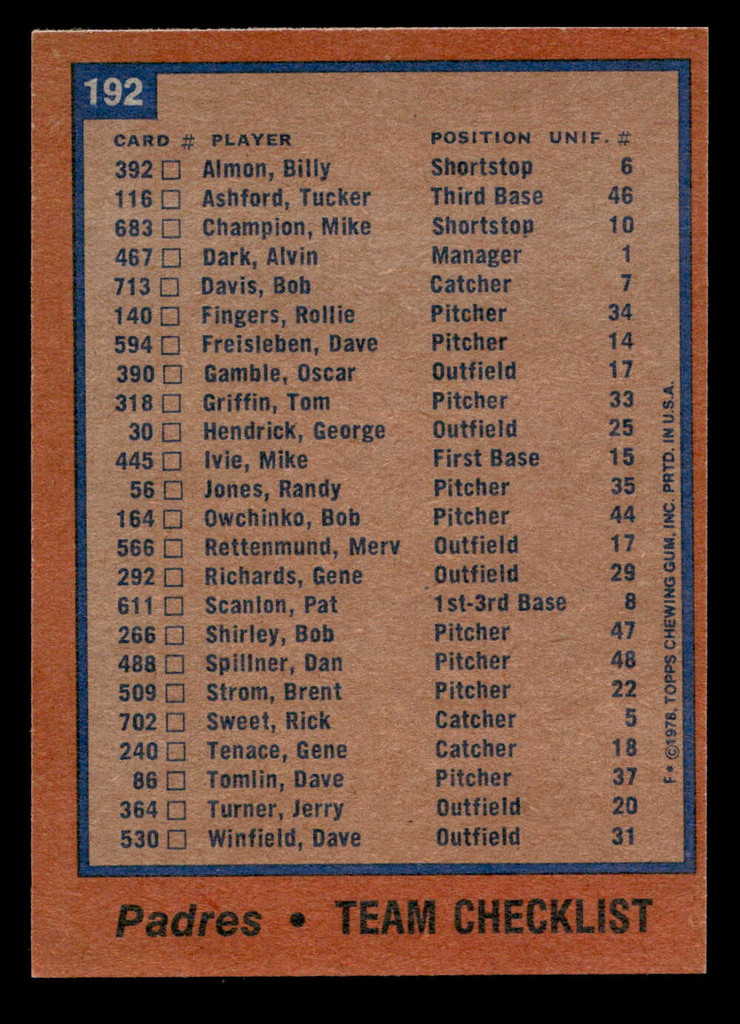 192
CARD # PLAYER POSITION UNIF. #
392 Almon, Billy Shortstop 6
116 Ashford, Tucker Third Base 46
683 Champion, Mike Shortstop 10
467 Dark, Alvin Manager 1
713 Davis, Bob Catcher 7
140 Fingers, Rollie Pitcher 34
594 Freisleben, Dave Pitcher 14
390 Gamble, Oscar Outfield 17
318 Griffin, Tom Pitcher 33
30 Hendrick, George Outfield 25
445 Ivie, Mike First Base 15
56 Jones, Randy Pitcher 35
164 Owchinko, Bob Pitcher 44
566 Rettenmund, Merv Outfield 17
292 Richards, Gene Outfield 29
611 Scanlon, Pat 1st-3rd Base 8
266 Shirley, Bob Pitcher 47
488 Spillner, Dan Pitcher 48
509 Strom, Brent Pitcher 22
702 Sweet, Rick Catcher 5
240 Tenace, Gene Catcher 18
86 Tomlin, Dave Pitcher 37
364 Turner, Jerry Outfield 20
530 Winfield, Dave Outfield 31
F* ©1978, TOPPS CHEWING GUM, INC. PRTD. IN U.S.A.
Padres • TEAM CHECKLIST